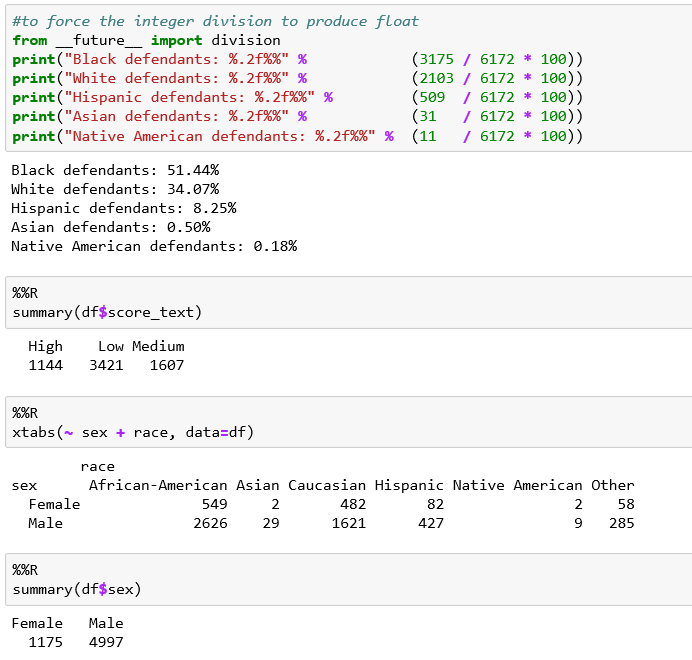 #to force the integer division to produce float
from __future__ import division
print("Black defendants: %.2f%%" %            (3175 / 6172 * 100))
print("White defendants: %.2f%%" %            (2103 / 6172 * 100))
print("Hispanic defendants: %.2f%%" %         (509  / 6172 * 100))
print("Asian defendants: %.2f%%" %            (31   / 6172 * 100))
print("Native American defendants: %.2f%%" %  (11   / 6172 * 100))
Black defendants: 51.44%
White defendants: 34.07%
Hispanic defendants: 8.25%
Asian defendants: 0.50%
Native American defendants: 0.18%
%%R
summary(df$score_text)
  High    Low Medium
  1144   3421   1607
%%R
xtabs(~ sex + race, data=df)
        race
sex      African-American Asian Caucasian Hispanic Native American Other
  Female              549     2       482       82               2    58
  Male               2626    29      1621      427               9   285
%%R
summary(df$sex)
Female   Male
  1175   4997